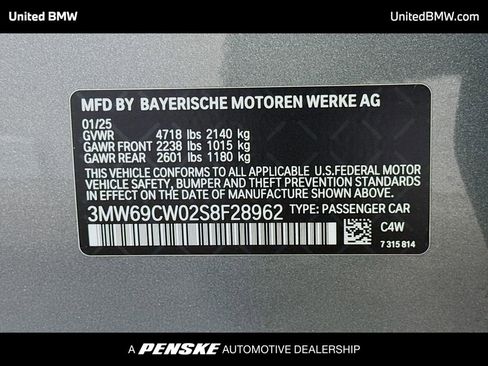 United BMW UnitedBMW.com
MFD BY BAYERISCHE MOTOREN WERKE AG
01/25
GVWR 4718 lbs 2140 kg
GAWR FRONT 2238 lbs 1015 kg
GAWR REAR 2601 lbs 1180 kg
THIS VEHICLE CONFORMS TO ALL APPLICABLE U.S.FEDERAL MOTOR
VEHICLE SAFETY, BUMPER, AND THEFT PREVENTION
STANDARDS IN EFFECT ON THE DATE OF MANUFACTURE SHOWN ABOVE.
3MW69CW02S8F28962 TYPE: PASSENGER CAR
C4W
7 315 814
A PENSKE AUTOMOTIVE DEALERSHIP